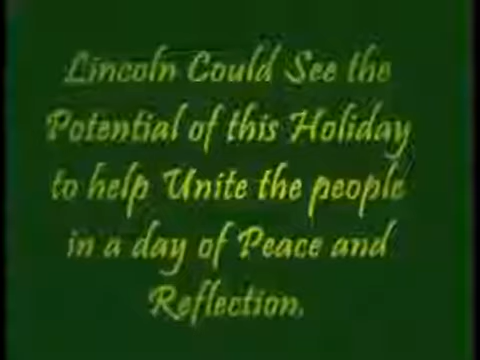 Lincoln Could See the
Potential of this Holiday
to help Unite the people
in a day of Peace and
Reflection.